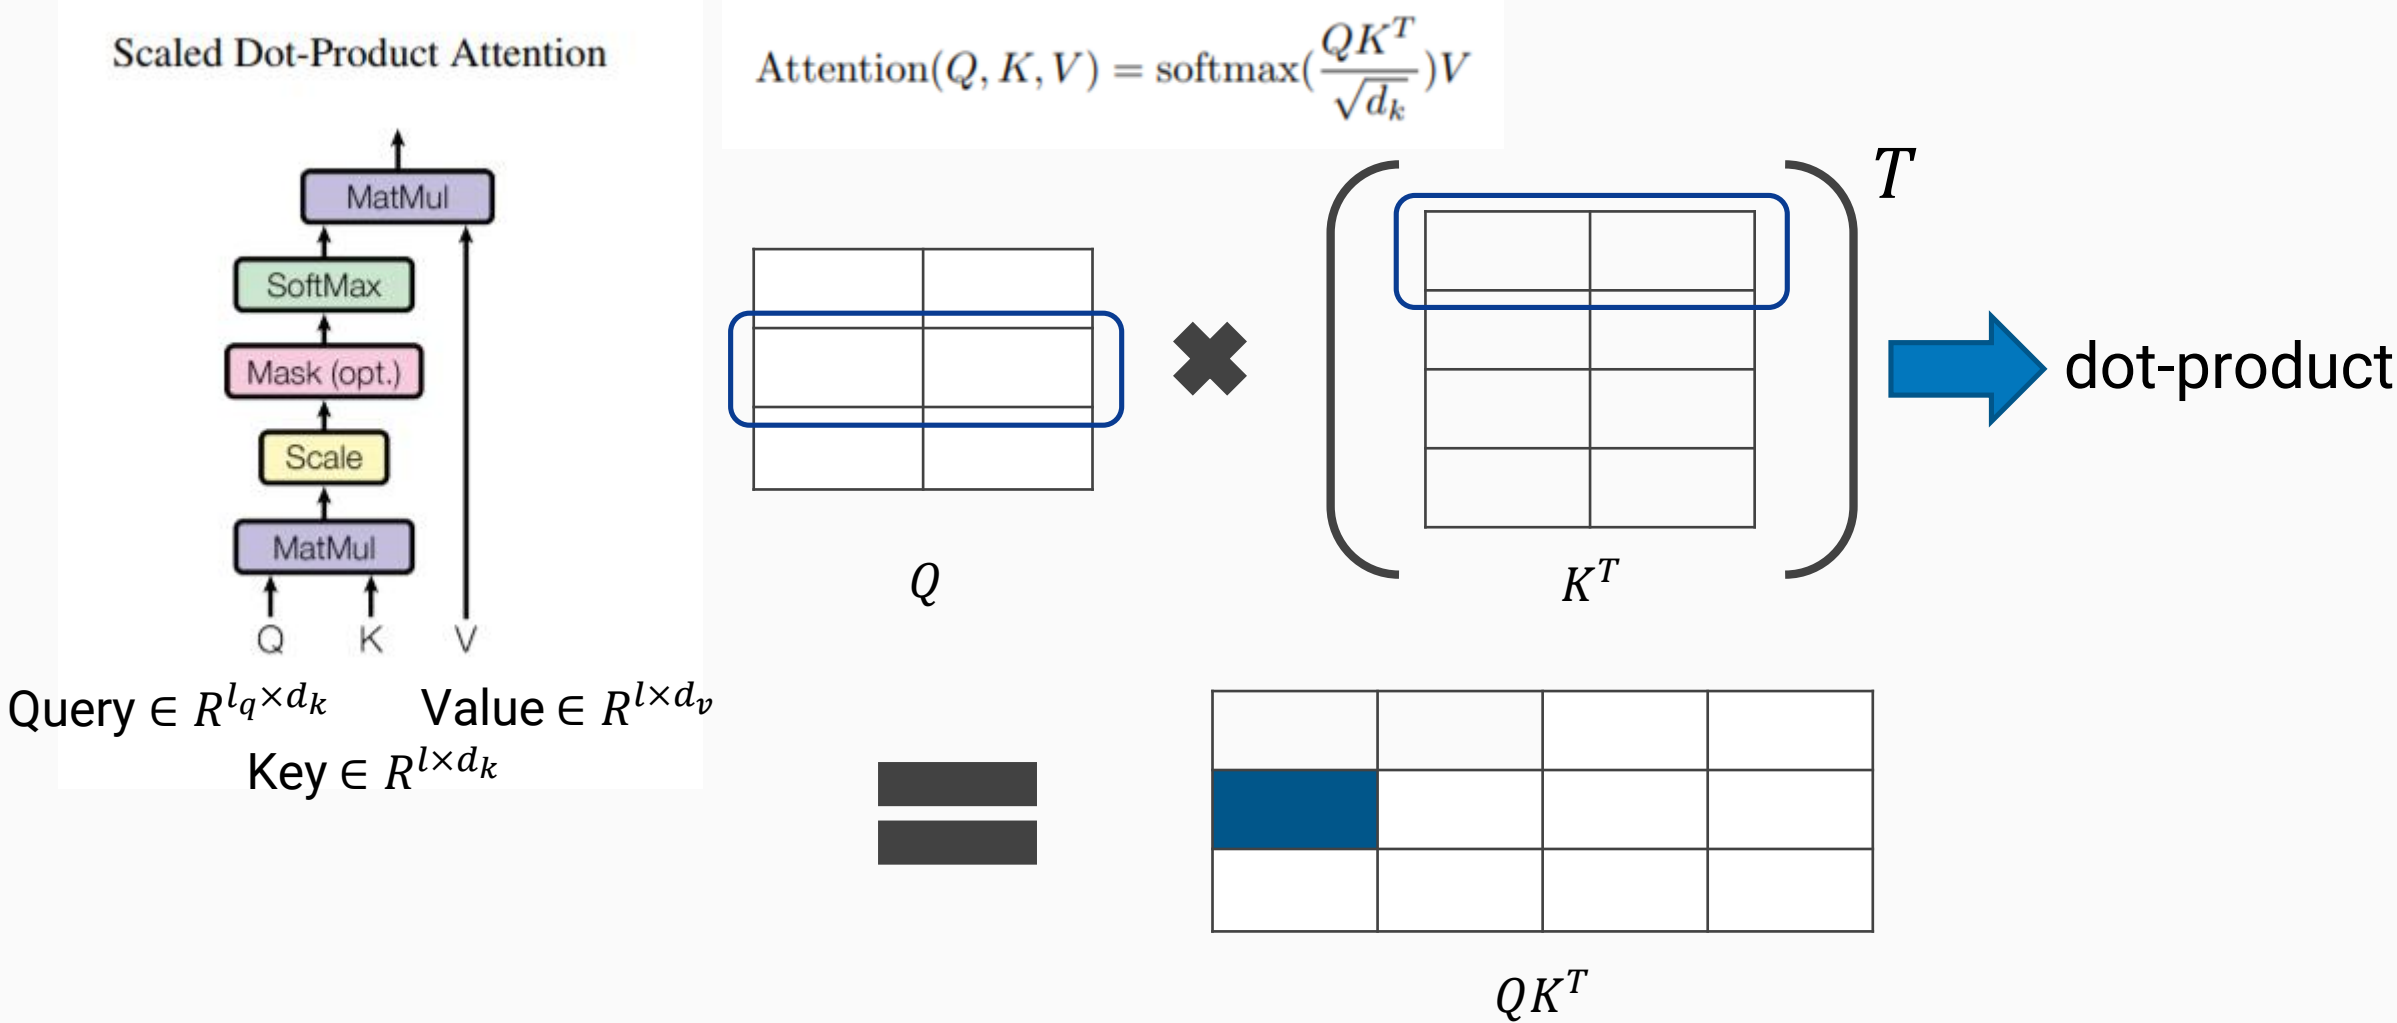 Scaled Dot-Product Attention
Attention(Q, K, V) = softmax(QK^T / √d_k)V
MatMul
SoftMax
Mask (opt.)
Scale
MatMul
Q K V
Query ∈ R^{l_q×d_k} Value ∈ R^{l×d_v}
Key ∈ R^{l×d_k}
T
dot-product
Q
K^T
QK^T